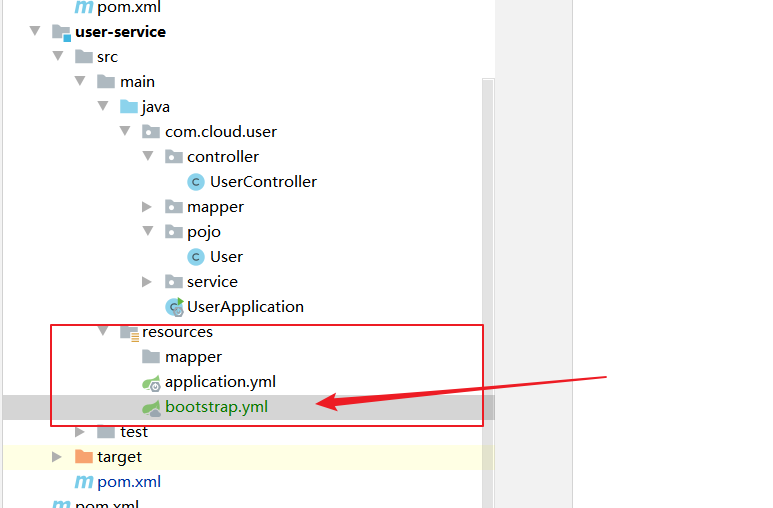 pom.xml
user-service
src
main
java
com.cloud.user
controller
UserController
mapper
pojo
User
service
UserApplication
resources
mapper
application.yml
bootstrap.yml
test
target
pom.xml
pom.xml